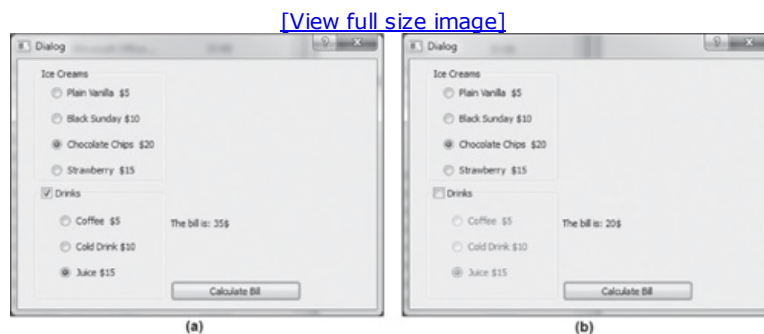 [View full size image]
Dialog
Ice Creams
Plain Vanilla $5
Black Sunday $10
Chocolate Chips $20
Strawberry $15
Drinks
Coffee $5
The bill is: 35$
Cold Drink $10
Juice $15
Calculate Bill
(a)
Dialog
Ice Creams
Plain Vanilla $5
Black Sunday $10
Chocolate Chips $20
Strawberry $15
Drinks
Coffee $5
The bill is: 20$
Cold Drink $10
Juice $15
Calculate Bill
(b)